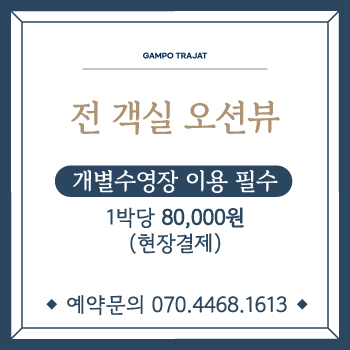 GAMPO TRAJAT
전 객실 오션뷰
개별수영장 이용 필수
1박당 80,000원
(현장결제)
◆ 예약문의 070.4468.1613 ◆